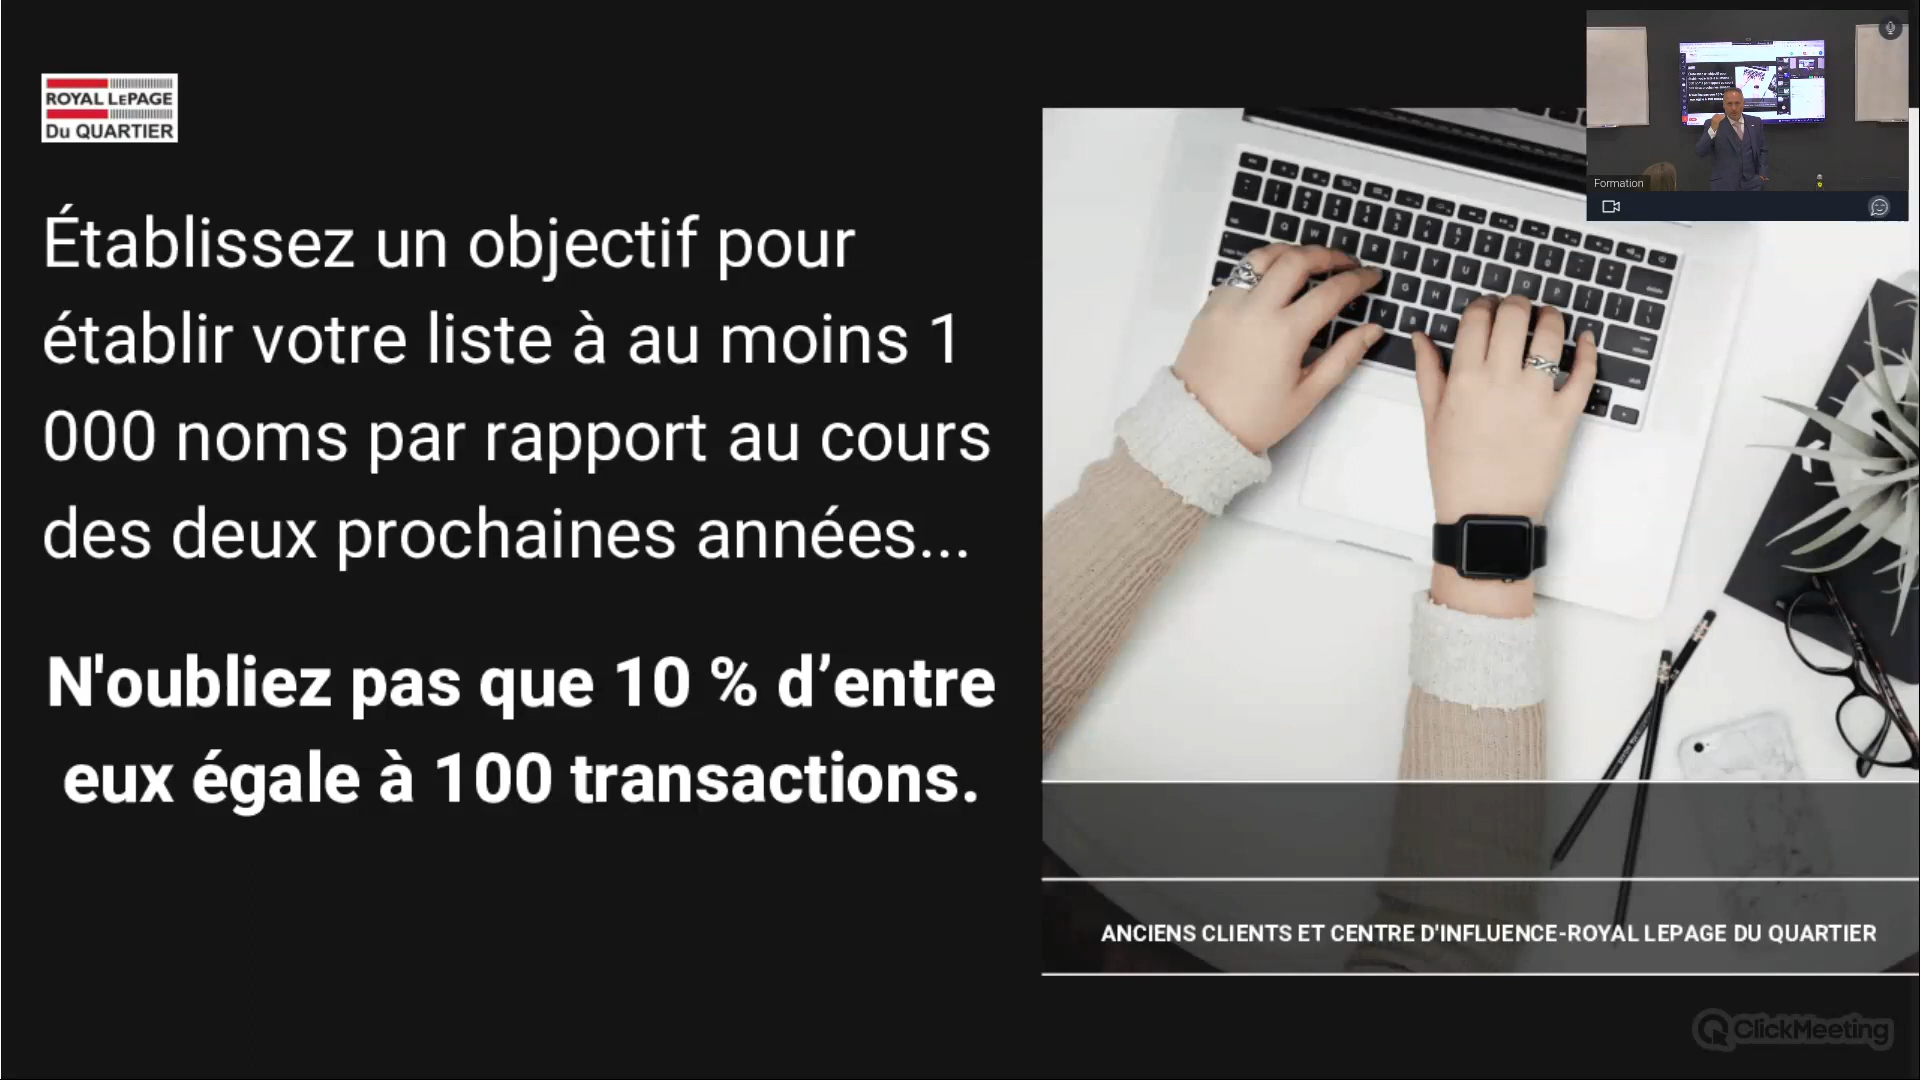 ROYAL LEPAGE
Du QUARTIER
Établissez un objectif pour
établir votre liste à au moins 1
000 noms par rapport au cours
des deux prochaines années...
N'oubliez pas que 10 % d’entre
eux égale à 100 transactions.
Formation
ANCIENS CLIENTS ET CENTRE D'INFLUENCE-ROYAL LEPAGE DU QUARTIER
ClickMeeting